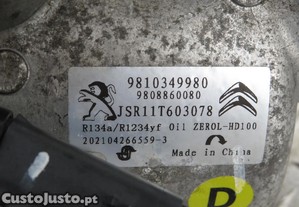 9810349980
9808860080
JSR11T603078
R134a/R1234yf Oil ZEROL-HD100
202104266559-3
Made in China
R
CustoJusto.pt